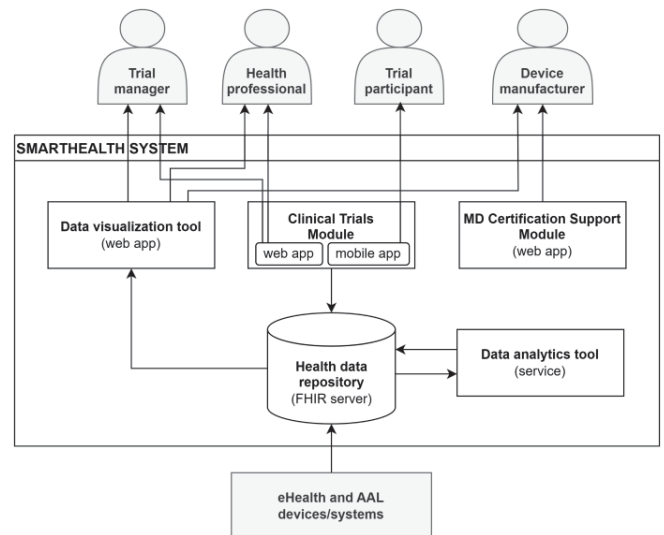 Trial
manager
Health
professional
Trial
participant
Device
manufacturer
SMARTHEALTH SYSTEM
Data visualization tool
(web app)
Clinical Trials
Module
web app
mobile app
MD Certification Support
Module
(web app)
Health data
repository
(FHIR server)
Data analytics tool
(service)
eHealth and AAL
devices/systems